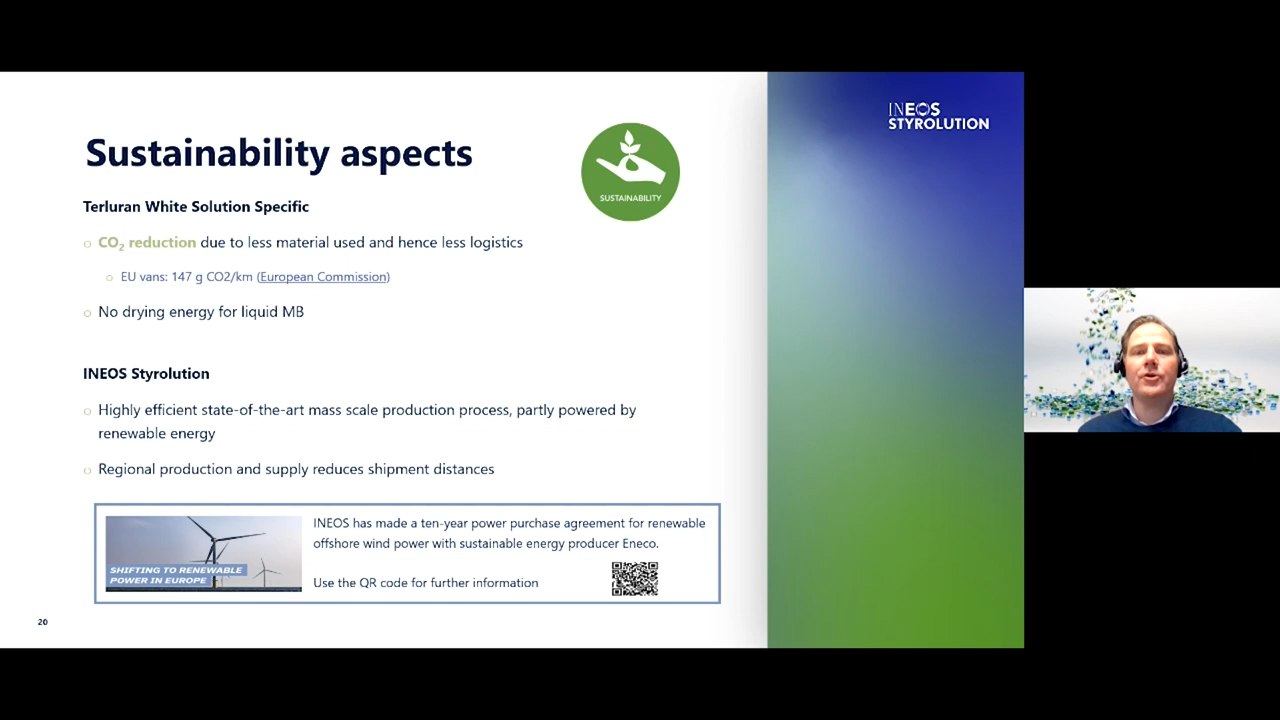 INEOS
STYROLUTION
Sustainability aspects
SUSTAINABILITY
Terluran White Solution Specific
CO₂ reduction due to less material used and hence less logistics
EU vans: 147 g CO2/km (European Commission)
No drying energy for liquid MB
INEOS Styrolution
Highly efficient state-of-the-art mass scale production process, partly powered by
renewable energy
Regional production and supply reduces shipment distances
SHIFTING TO RENEWABLE
POWER IN EUROPE
INEOS has made a ten-year power purchase agreement for renewable
offshore wind power with sustainable energy producer Eneco.
Use the QR code for further information
20